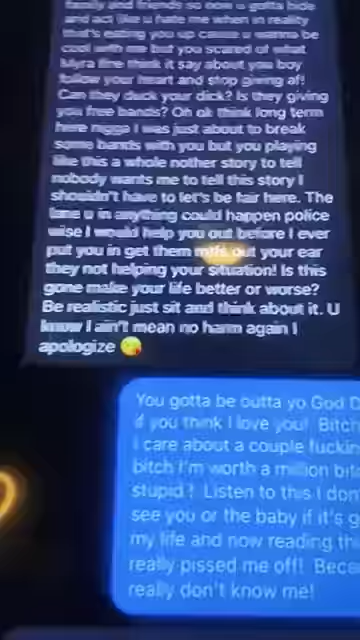 family and friends so now u gotta hide
and act like u hate me when in reality
that's eating you up cause u wanna be
cool with me but you scared of what
Myra fine think it say about you boy
follow your heart and stop giving af!
Can they duck your dick? Is they giving
you free bands? Oh ok think long term
here nigga I was just to about to break
some bands with you but you playing
like this a whole nother story to tell
nobody wants me to tell this story I
shouldn't have to let's be fair here. The
lane u in anything could happen police
wise I would help you out before I ever
put you in get them out your ear
they not helping your situation! Is this
gone make your life better or worse?
Be realistic just sit and think about it. U
know I ain't mean no harm again I
apologize 😘
You gotta be outta yo God D
if you think I love you! Bitch
I care about a couple fuckin
bitch I'm worth a million bit
stupid! Listen to this I don
see you or the baby if it's g
my life and now reading thi
really pissed me off! Beca
really don't know me!